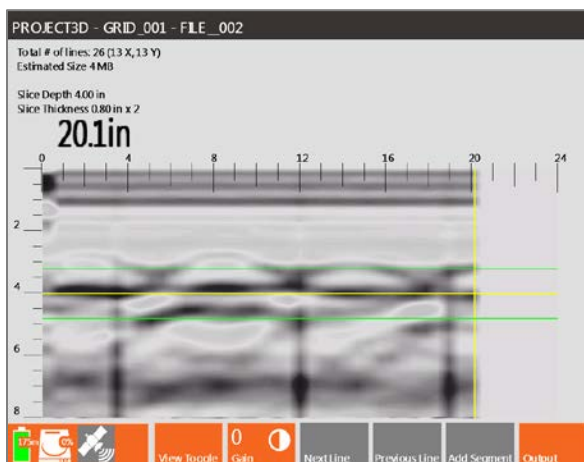 PROJECT3D - GRID_001 - FILE__002
Total # of lines: 26 (13 X, 13 Y)
Estimated Size 4 MB
Slice Depth 4.00 in
Slice Thickness 0.80 in x 2
20.1in
0 4 8 12 16 20 24
2
4
6
8
0%
0
View Toggle Gain Next Line Previous Line Add Segment Output